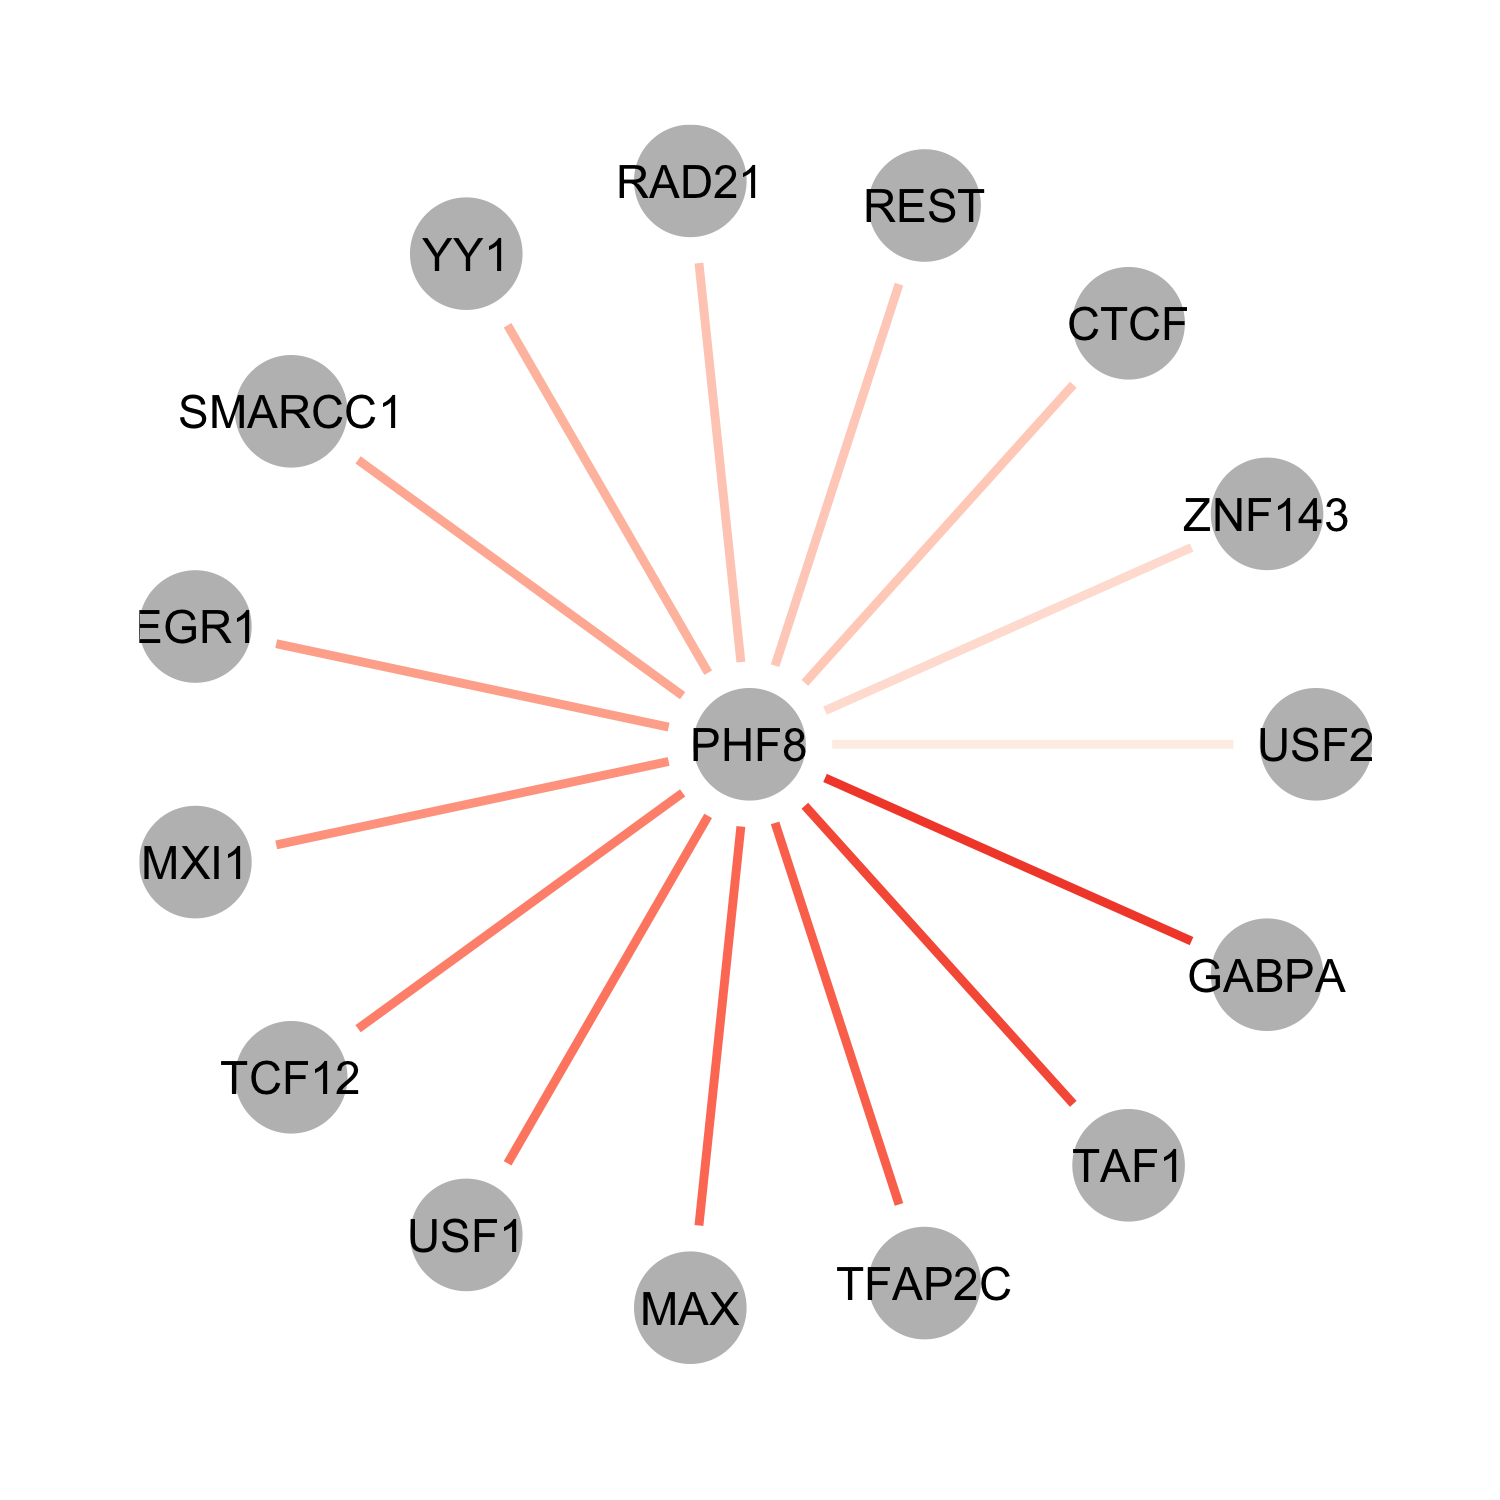 RAD21
REST
YY1
CTCF
SMARCC1
ZNF143
EGR1
PHF8
USF2
MXI1
GABPA
TCF12
TAF1
USF1
TFAP2C
MAX